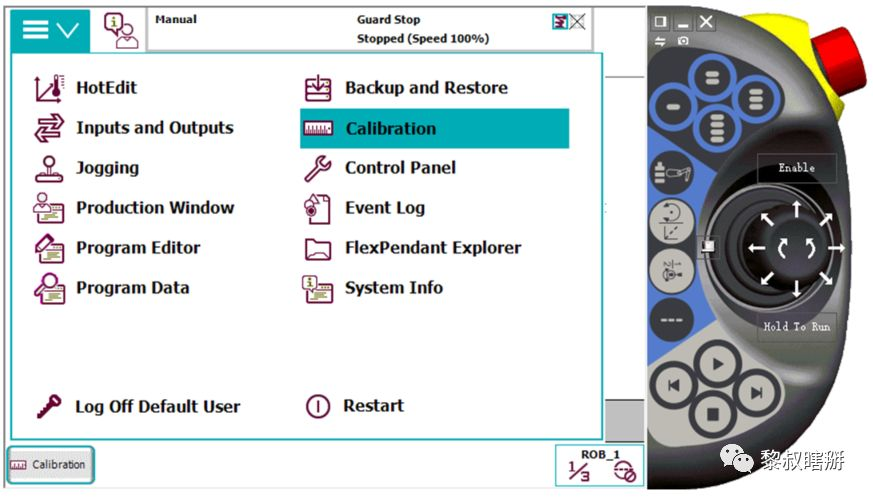 Manual
Guard Stop
Stopped (Speed 100%)
HotEdit
Backup and Restore
Inputs and Outputs
Calibration
Jogging
Control Panel
Production Window
Event Log
Program Editor
FlexPendant Explorer
Program Data
System Info
Log Off Default User
Restart
Calibration
ROB_1
1/3
Enable
Hold To Run
黎叔瞎掰